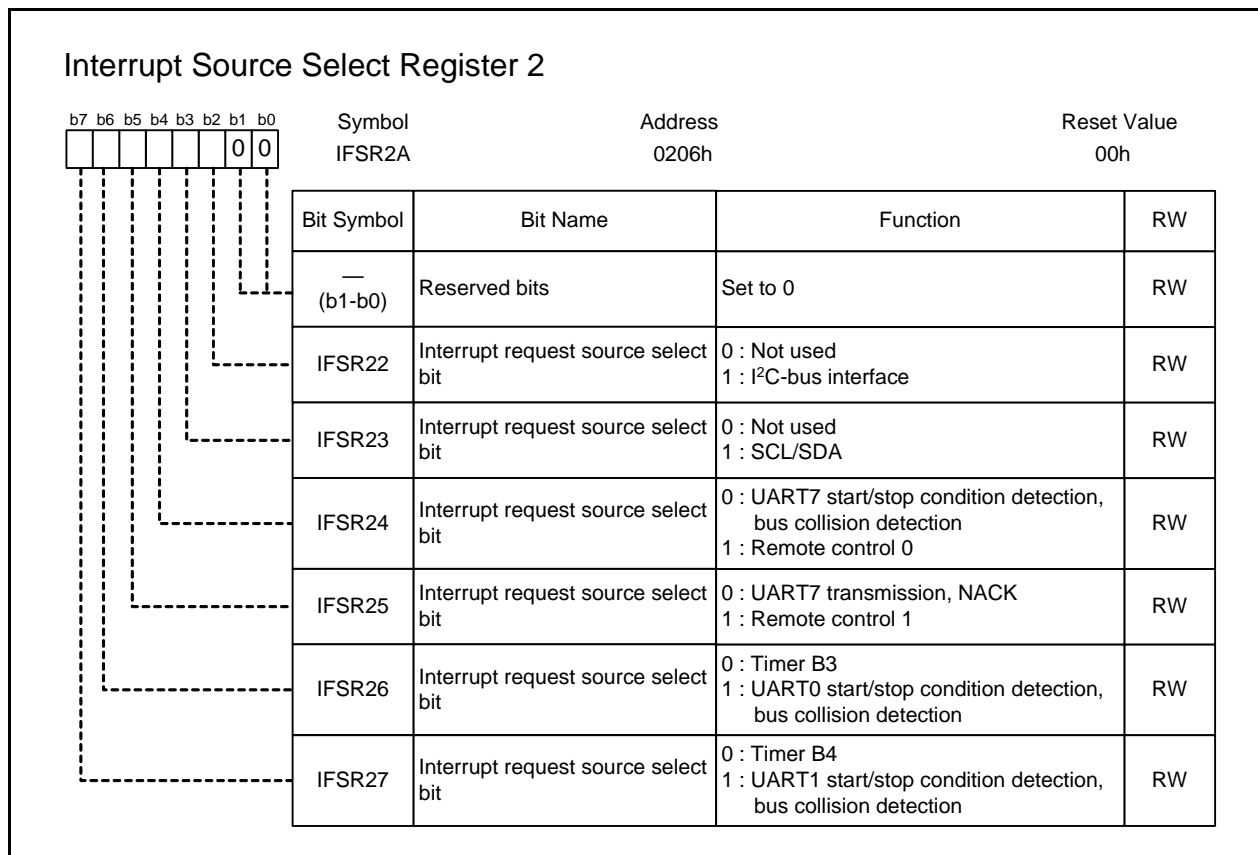 Interrupt Source Select Register 2
b7 b6 b5 b4 b3 b2 b1 b0
0 0
Symbol Address Reset Value
IFSR2A 0206h 00h
Bit Symbol Bit Name Function RW
—
(b1-b0) Reserved bits Set to 0 RW
IFSR22 Interrupt request source select bit 0 : Not used
1 : I²C-bus interface RW
IFSR23 Interrupt request source select bit 0 : Not used
1 : SCL/SDA RW
IFSR24 Interrupt request source select bit 0 : UART7 start/stop condition detection,
bus collision detection
1 : Remote control 0 RW
IFSR25 Interrupt request source select bit 0 : UART7 transmission, NACK
1 : Remote control 1 RW
IFSR26 Interrupt request source select bit 0 : Timer B3
1 : UART0 start/stop condition detection,
bus collision detection RW
IFSR27 Interrupt request source select bit 0 : Timer B4
1 : UART1 start/stop condition detection,
bus collision detection RW